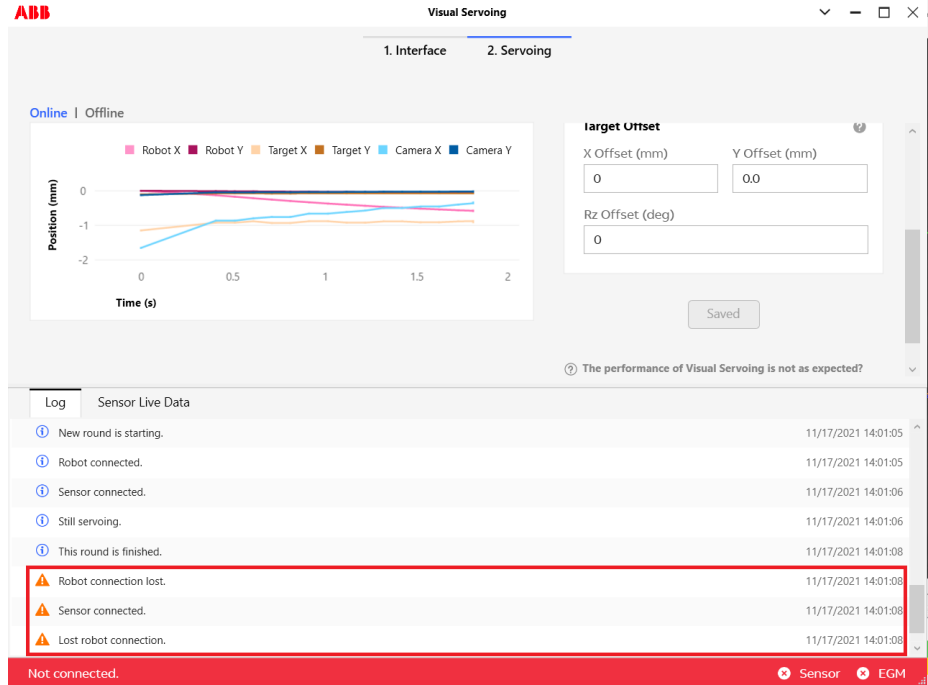 ABB
Visual Servoing
1. Interface 2. Servoing
Online | Offline
Robot X Robot Y Target X Target Y Camera X Camera Y
Position (mm)
0
-1
-2
0 0.5 1 1.5 2
Time (s)
Target Offset
X Offset (mm) Y Offset (mm)
0 0.0
Rz Offset (deg)
0
Saved
The performance of Visual Servoing is not as expected?
Log Sensor Live Data
New round is starting. 11/17/2021 14:01:05
Robot connected. 11/17/2021 14:01:05
Sensor connected. 11/17/2021 14:01:06
Still servoing. 11/17/2021 14:01:06
This round is finished. 11/17/2021 14:01:08
Robot connection lost. 11/17/2021 14:01:08
Sensor connected. 11/17/2021 14:01:08
Lost robot connection. 11/17/2021 14:01:08
Not connected. Sensor EGM